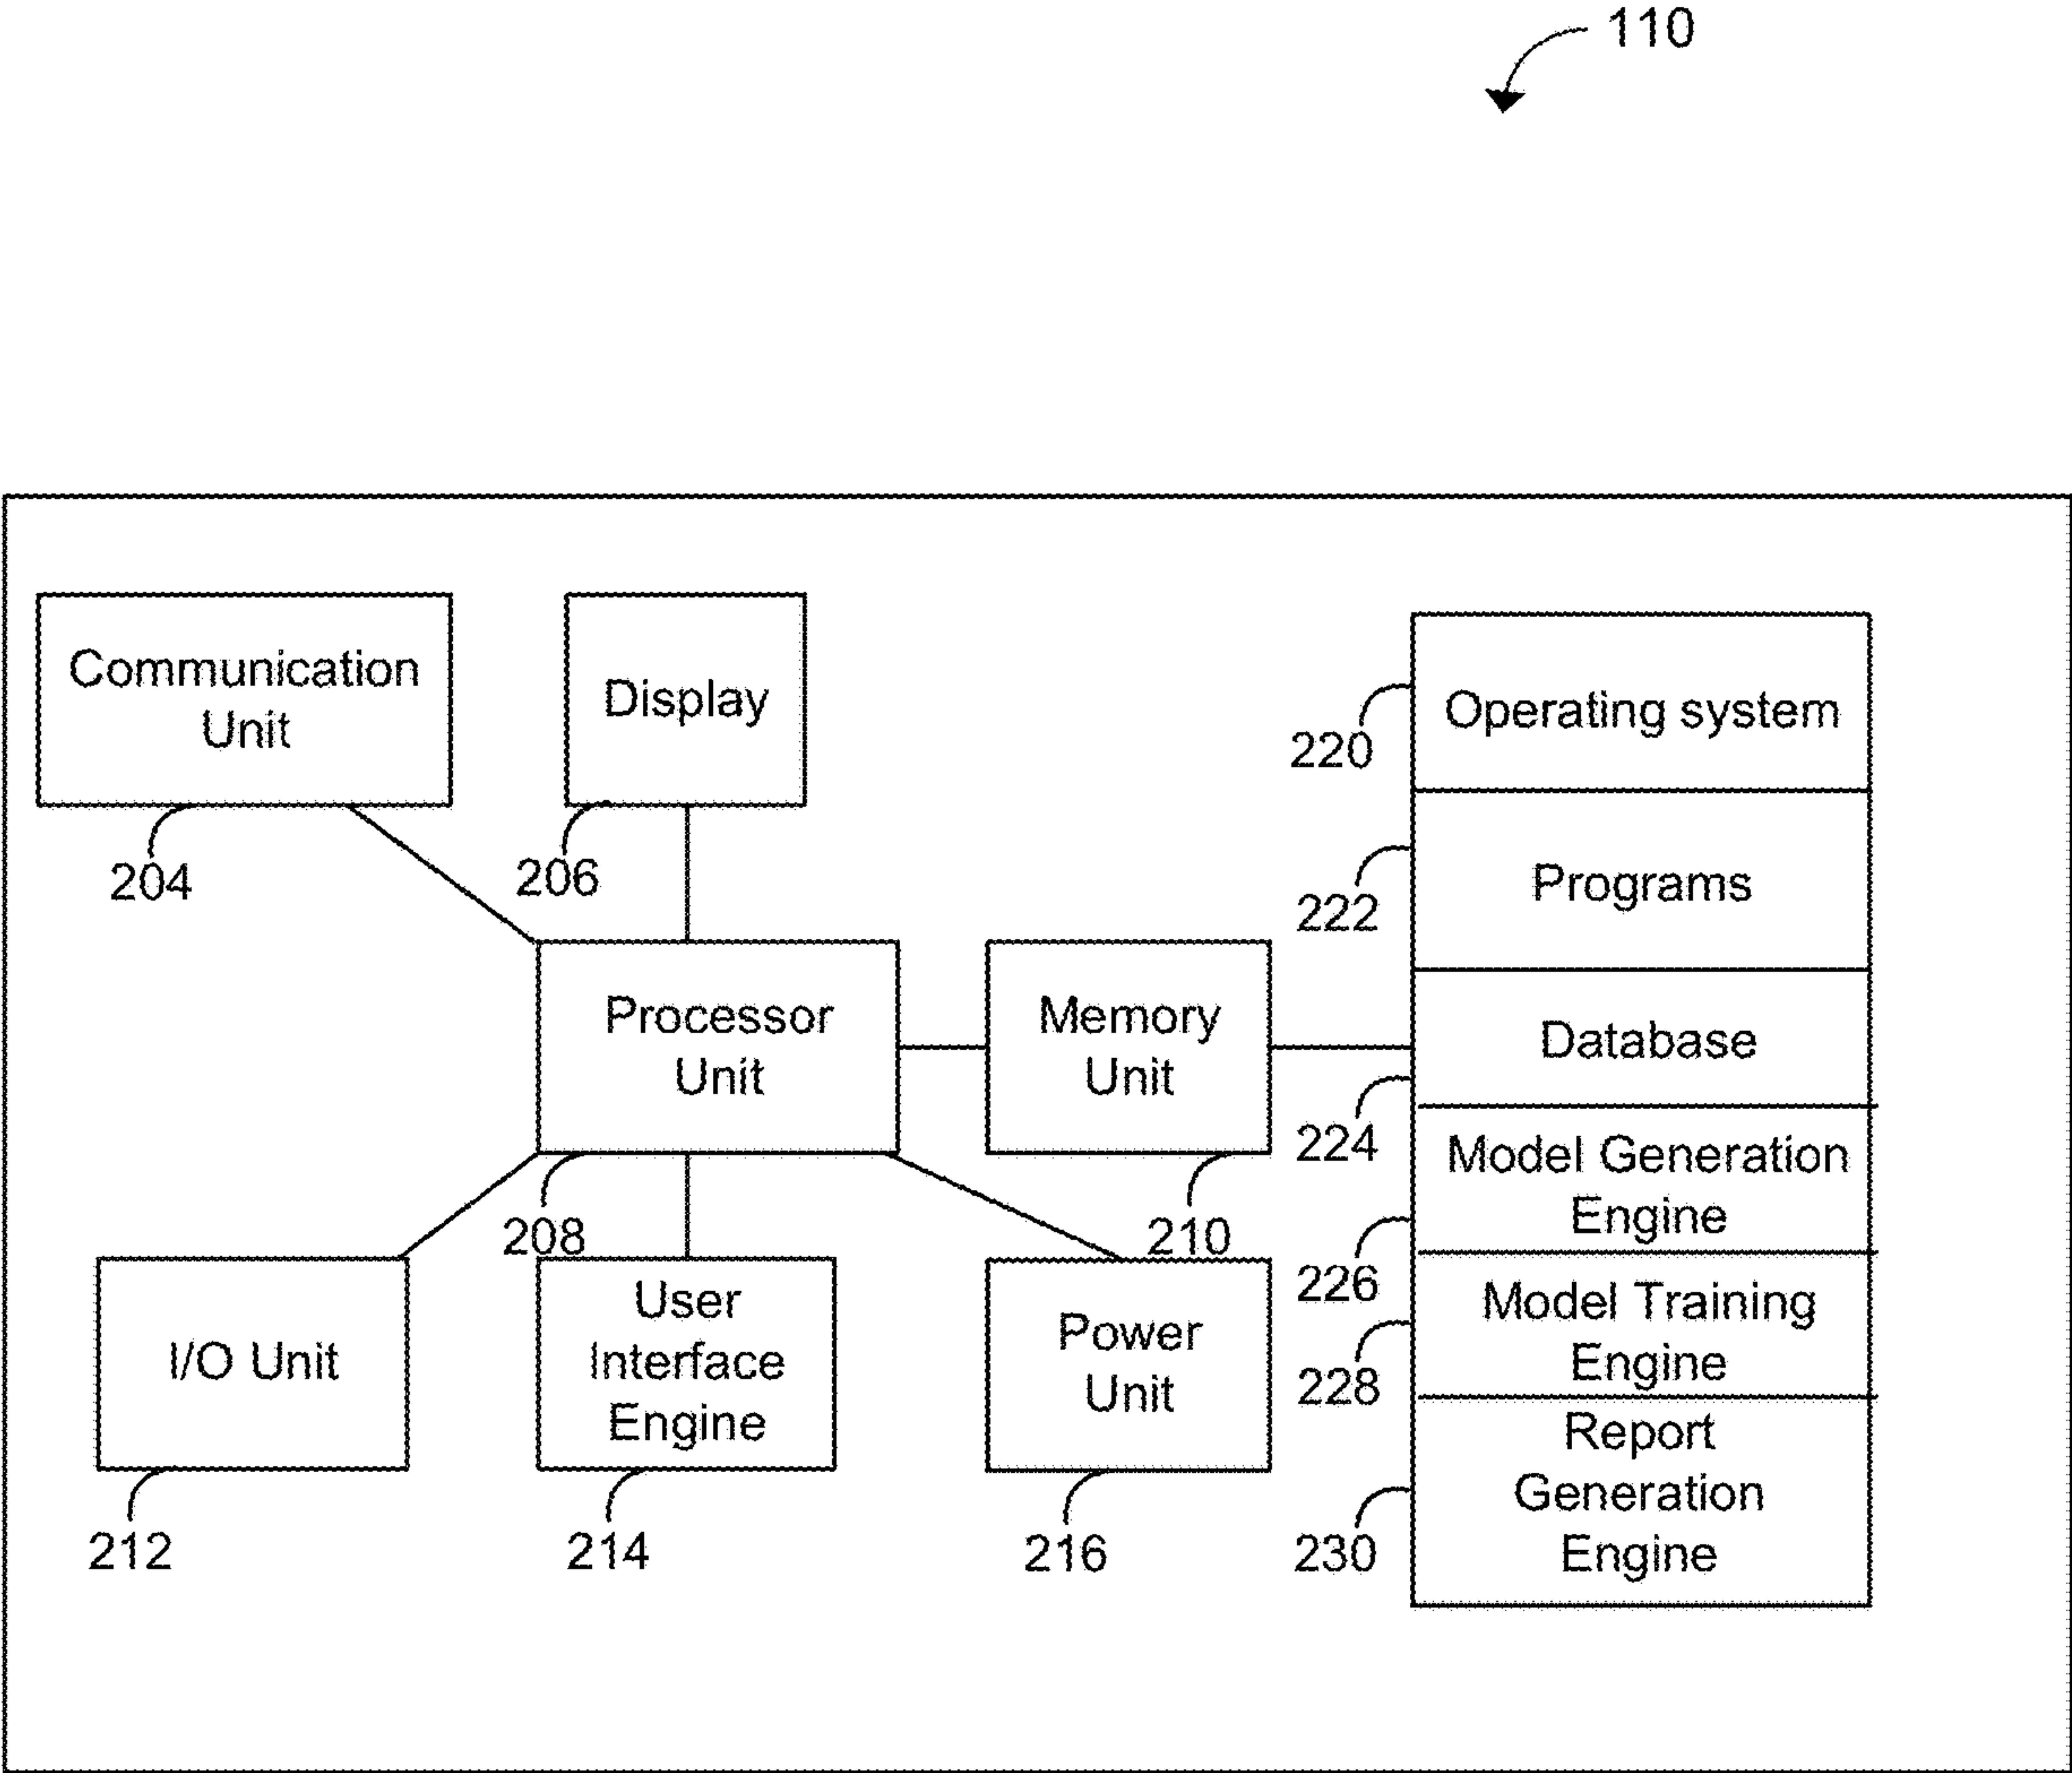 110
Communication
Unit
204
Display
206
Processor
Unit
208
Memory
Unit
210
I/O Unit
212
User
Interface
Engine
214
Power
Unit
216
Operating system
220
Programs
222
Database
224
Model Generation
Engine
226
Model Training
Engine
228
Report
Generation
Engine
230